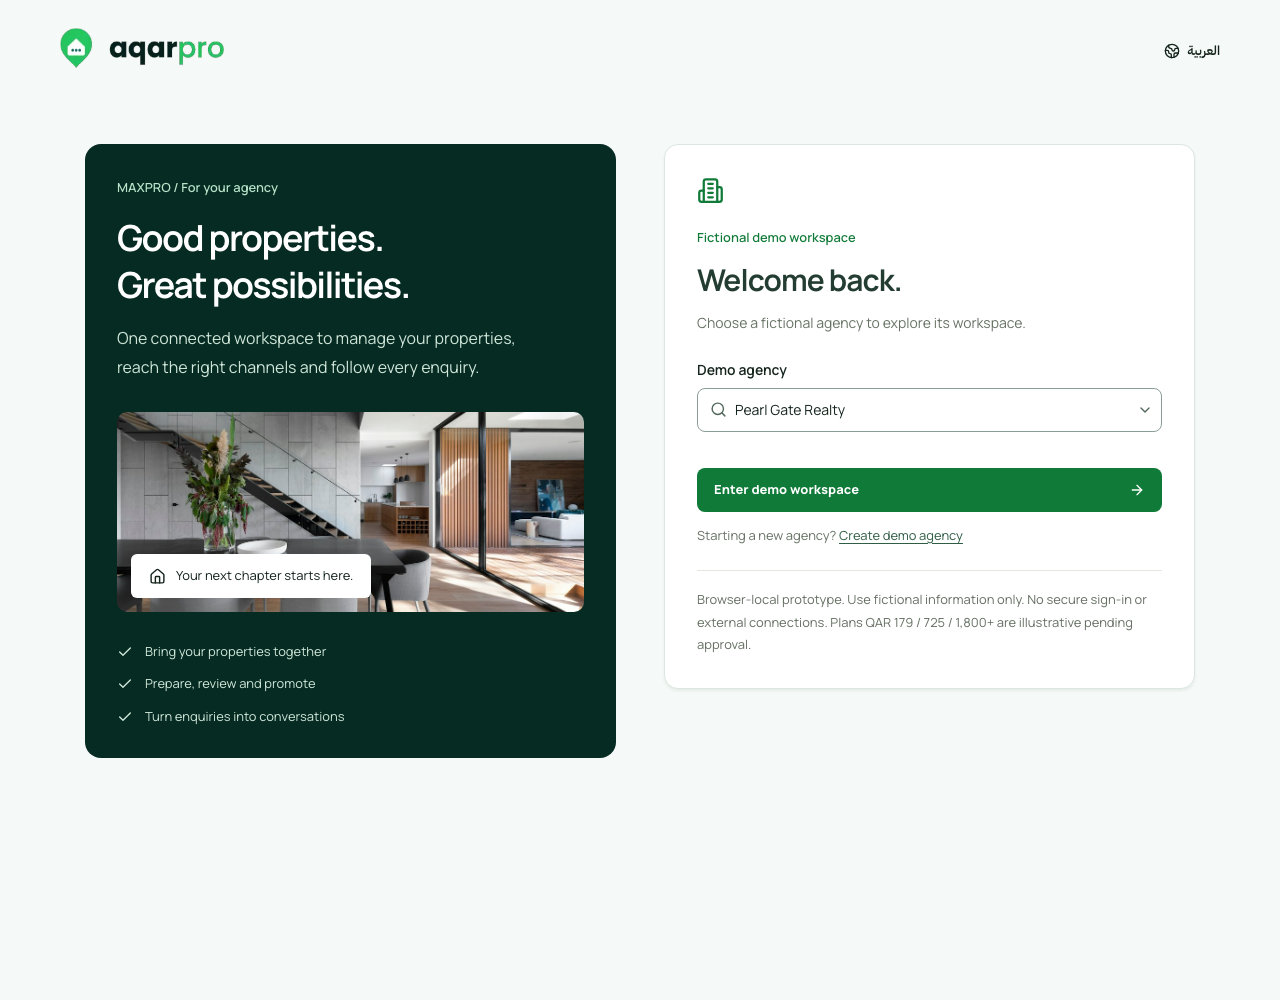 aqarpro
العربية
MAXPRO / For your agency
Good properties.
Great possibilities.
One connected workspace to manage your properties,
reach the right channels and follow every enquiry.
Your next chapter starts here.
Bring your properties together
Prepare, review and promote
Turn enquiries into conversations
Fictional demo workspace
Welcome back.
Choose a fictional agency to explore its workspace.
Demo agency
Pearl Gate Realty
Enter demo workspace
Starting a new agency? Create demo agency
Browser-local prototype. Use fictional information only. No secure sign-in or
external connections. Plans QAR 179 / 725 / 1,800+ are illustrative pending
approval.